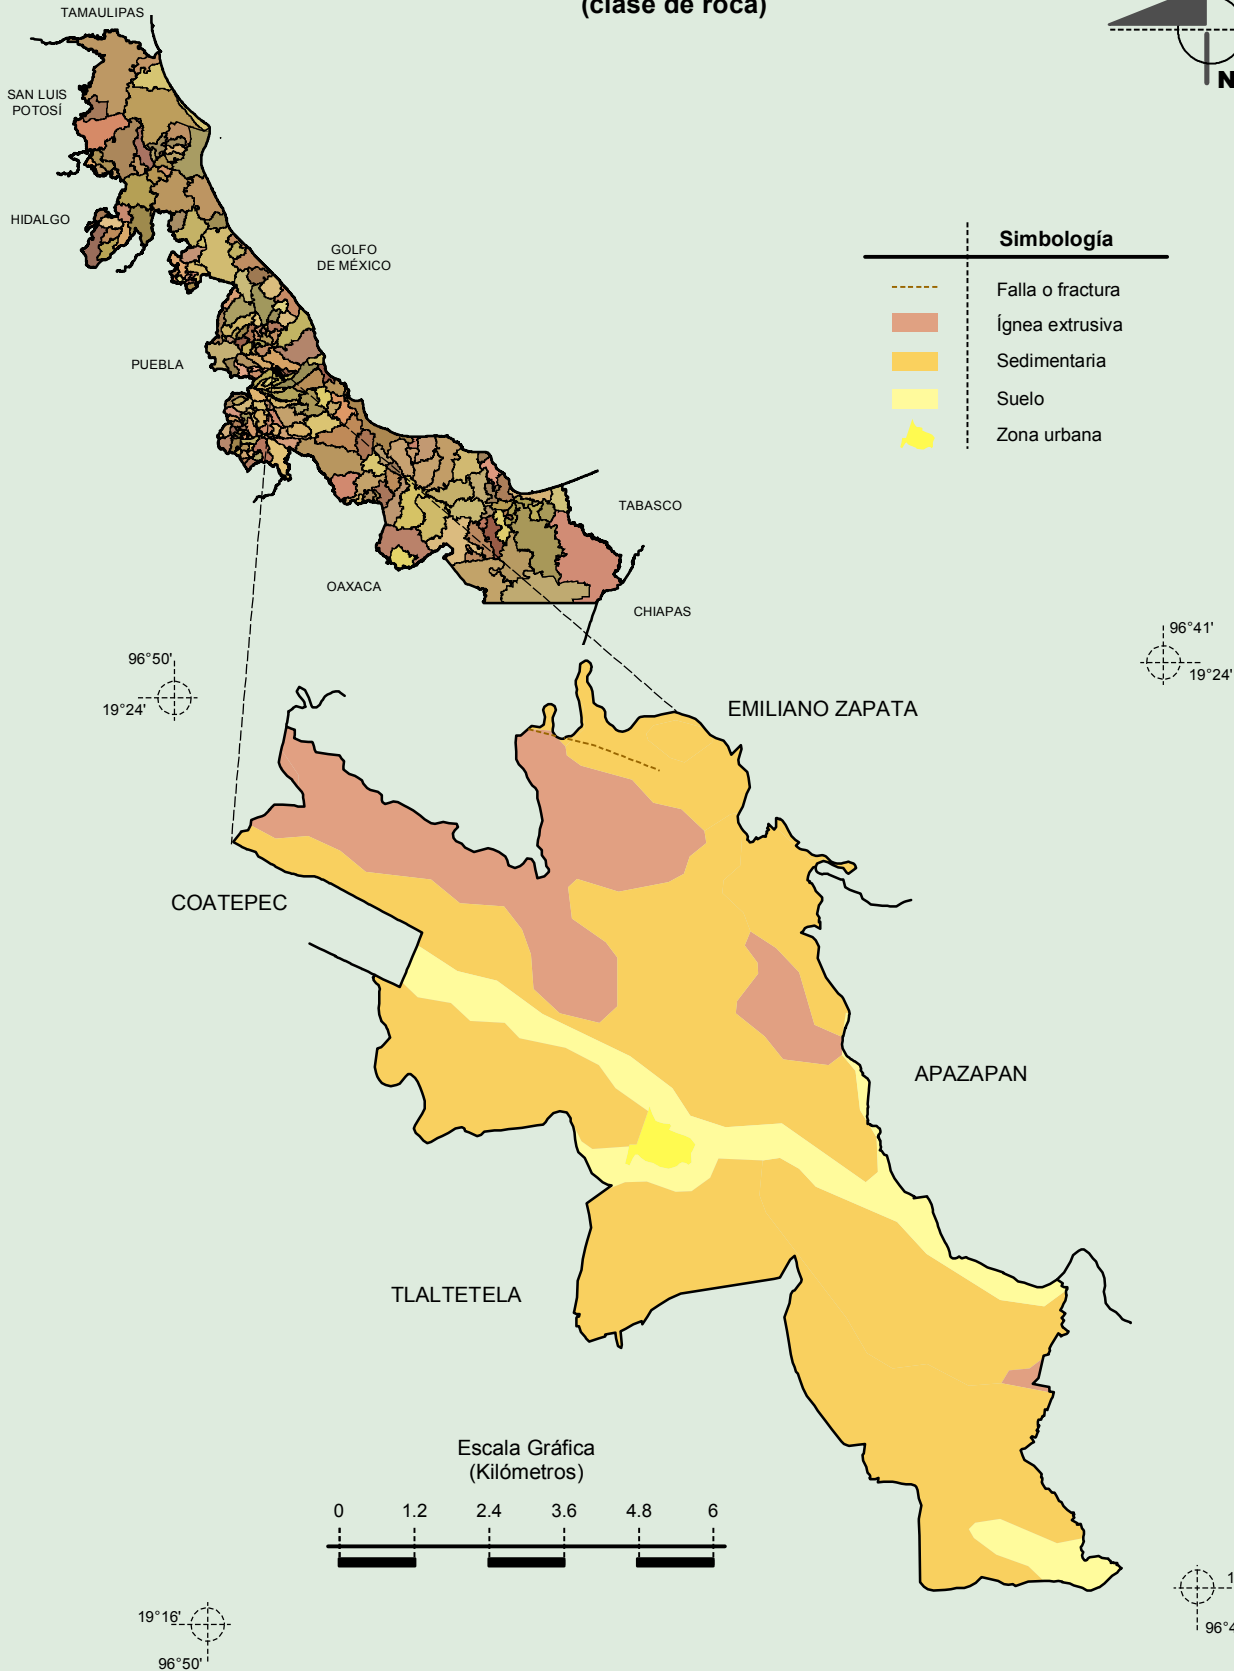 (clase de roca)
TAMAULIPAS
N
SAN LUIS
POTOSÍ
HIDALGO
GOLFO
DE MÉXICO
PUEBLA
Simbología
Falla o fractura
Ígnea extrusiva
Sedimentaria
Suelo
Zona urbana
TABASCO
OAXACA
CHIAPAS
96°50'
19°24'
96°41'
19°24'
EMILIANO ZAPATA
COATEPEC
APAZAPAN
TLALTETELA
Escala Gráfica
(Kilómetros)
0 1.2 2.4 3.6 4.8 6
19°16'
96°50'